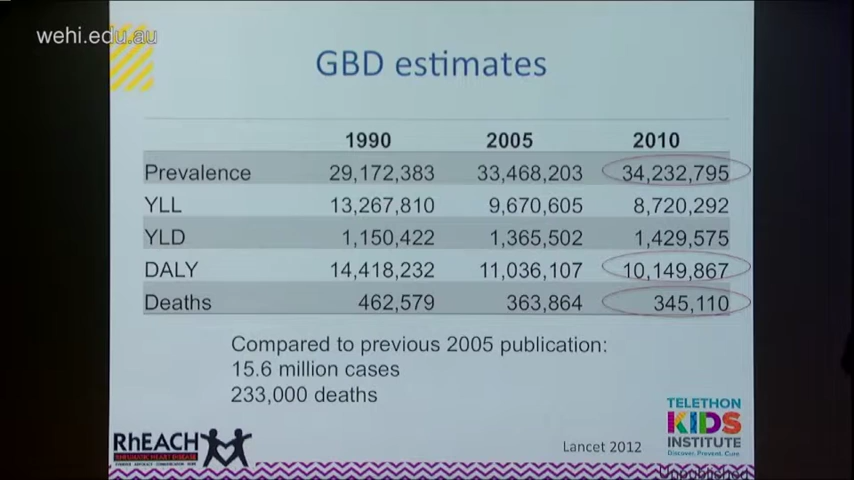 wehi.edu.au
GBD estimates
1990 2005 2010
Prevalence 29,172,383 33,468,203 34,232,795
YLL 13,267,810 9,670,605 8,720,292
YLD 1,150,422 1,365,502 1,429,575
DALY 14,418,232 11,036,107 10,149,867
Deaths 462,579 363,864 345,110
Compared to previous 2005 publication:
15.6 million cases
233,000 deaths
TELETHON
KIDS
INSTITUTE
Discover. Prevent. Cure.
RhEACH
RHEUMATIC HEART DISEASE
Lancet 2012
Unpublished